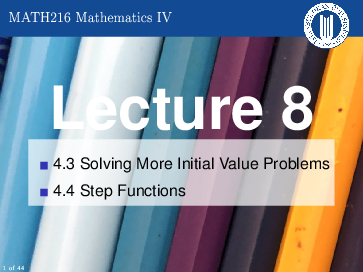 MATH216 Mathematics IV
Lecture 8
4.3 Solving More Initial Value Problems
4.4 Step Functions
1 of 44